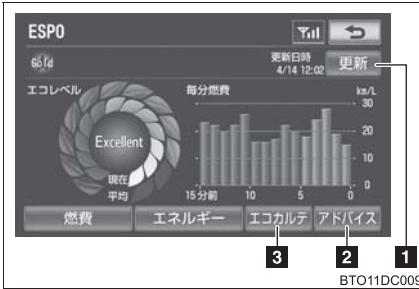 ESPO
Gold
更新日時
4/14 12:02
更新
エコレベル
毎分燃費
km/L
30
20
10
0
Excellent
現在
平均
15分前 10 5 0
燃費 エネルギー エコカルテ アドバイス
3 2 1
BTO11DC009